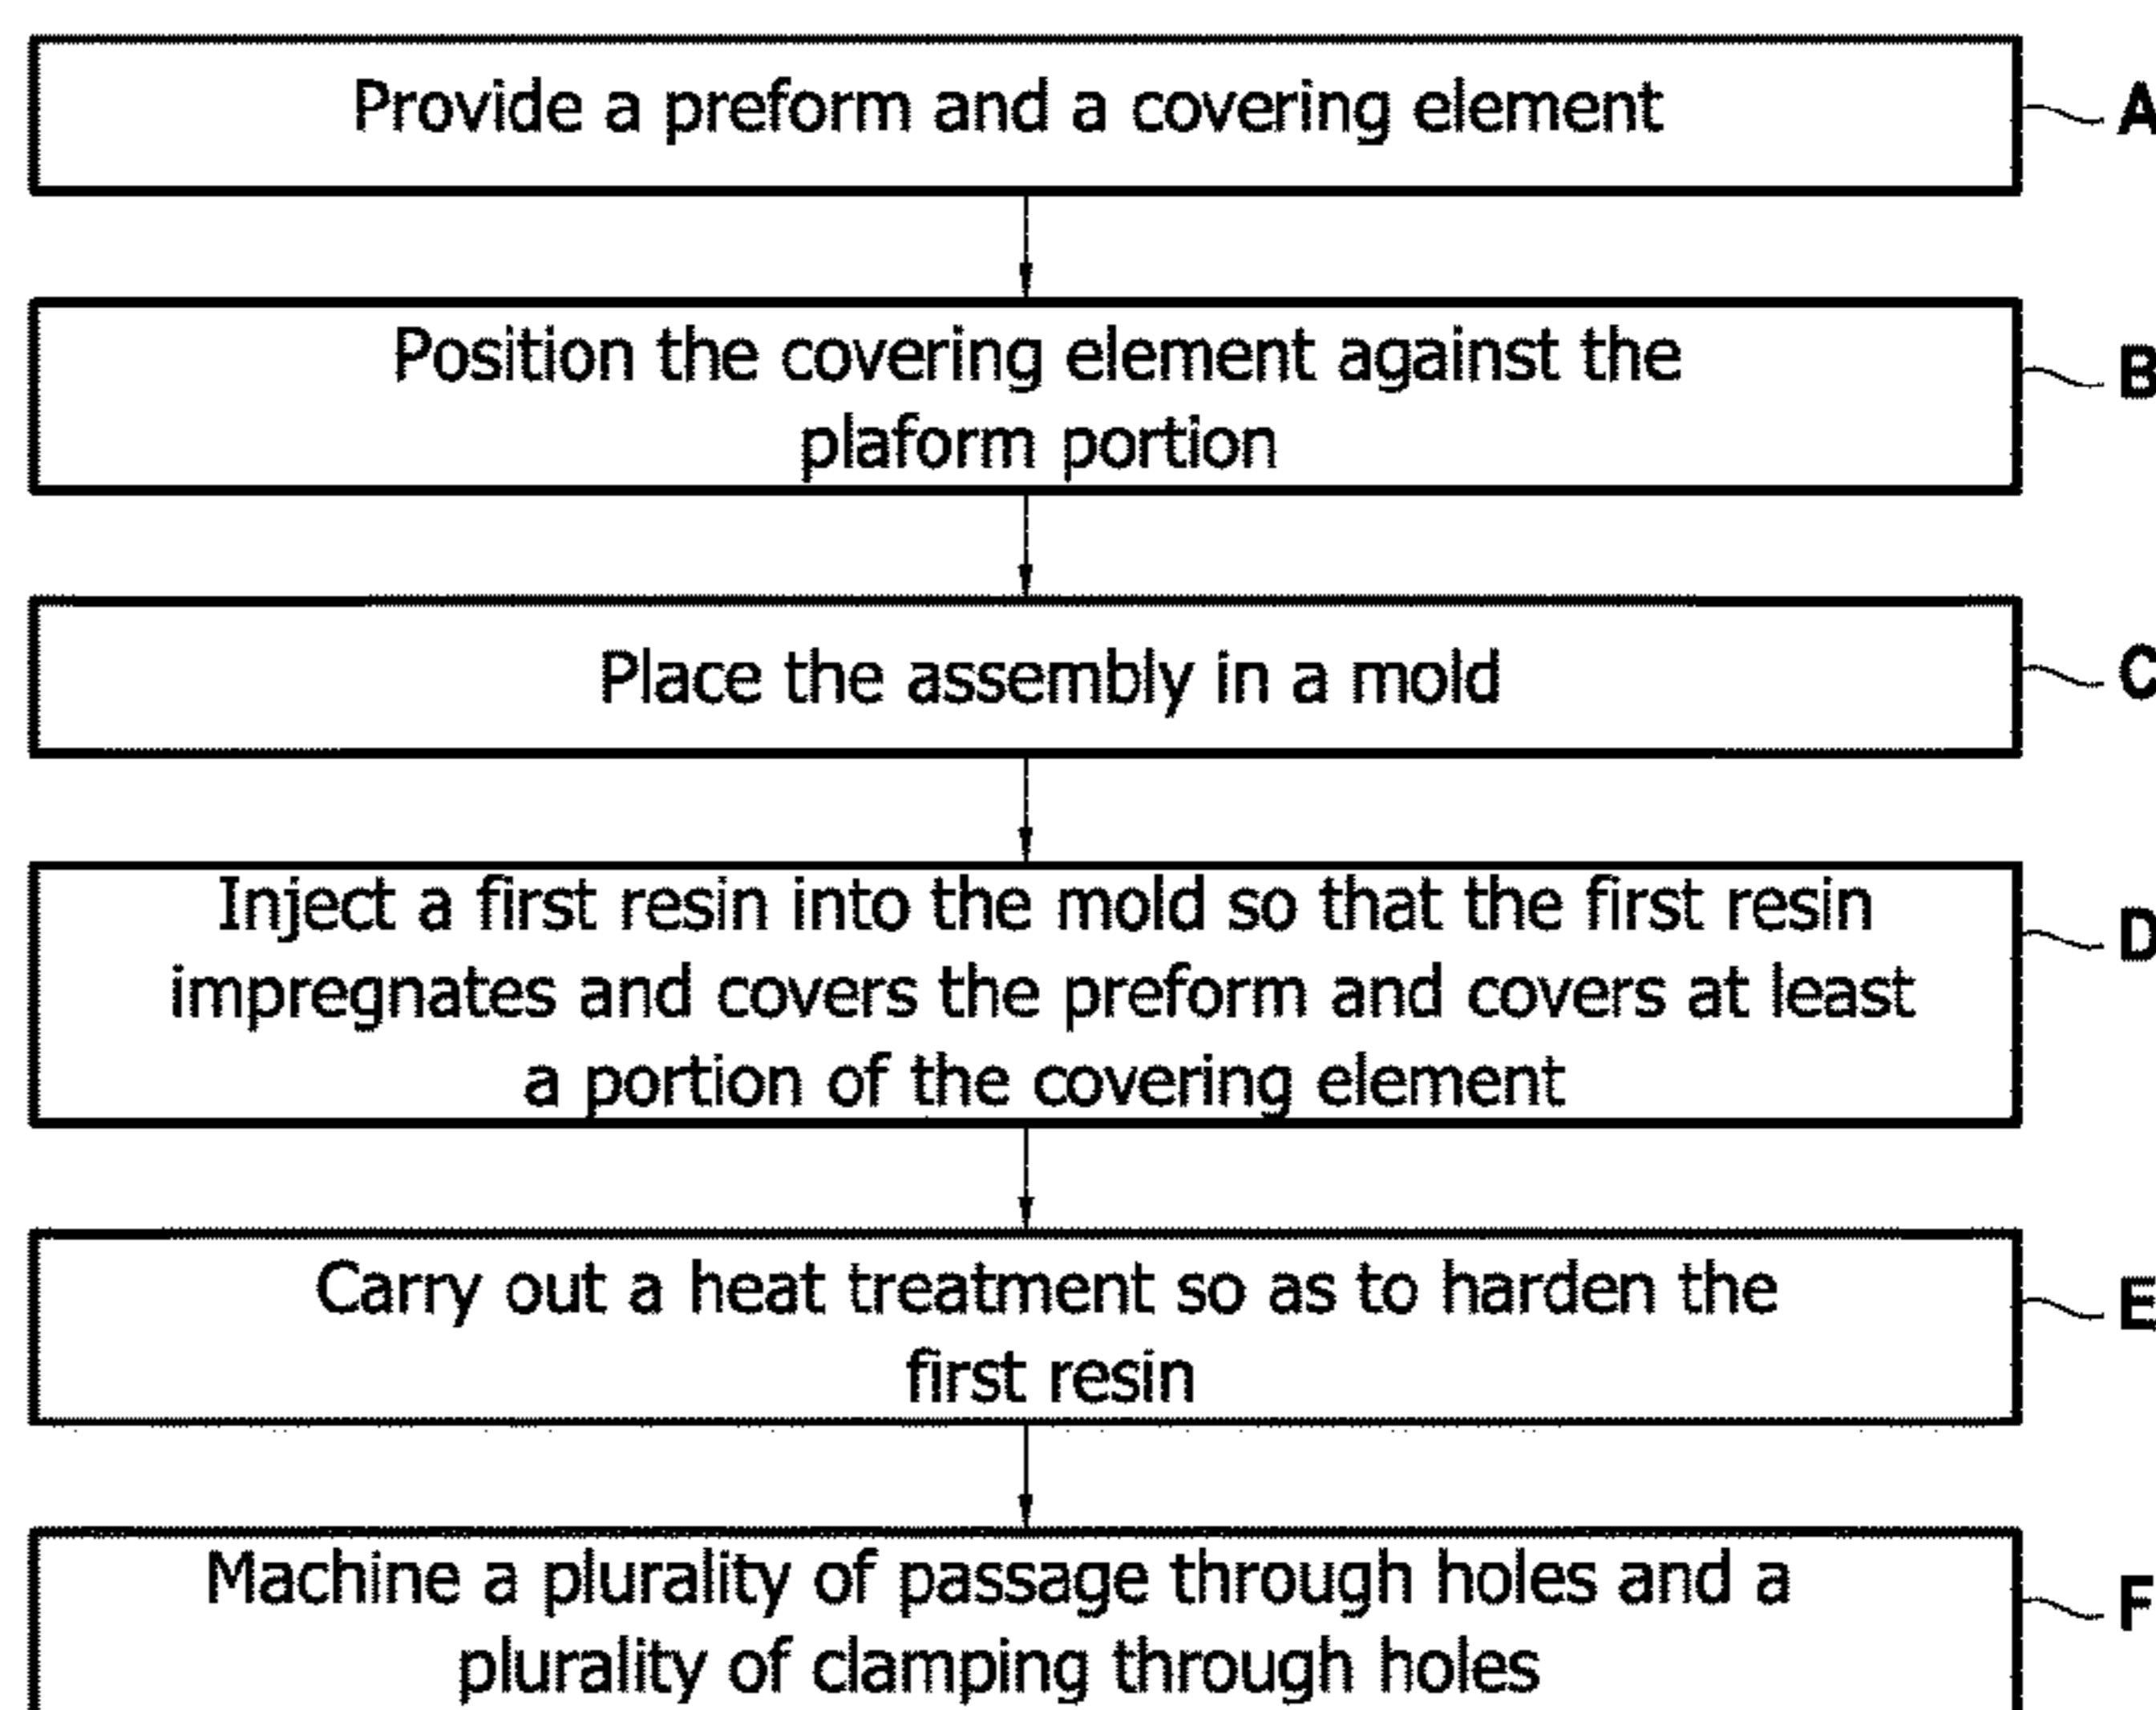 Provide a preform and a covering element
A
Position the covering element against the
plaform portion
B
Place the assembly in a mold
C
Inject a first resin into the mold so that the first resin
impregnates and covers the preform and covers at least
a portion of the covering element
D
Carry out a heat treatment so as to harden the
first resin
E
Machine a plurality of passage through holes and a
plurality of clamping through holes
F